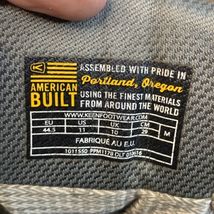 ASSEMBLED WITH PRIDE IN
Portland, Oregon
AMERICAN
BUILT
USING THE FINEST MATERIALS
FROM AROUND THE WORLD
WWW.KEENFOOTWEAR.COM
EU US UK CM
44.5 11 10 29 M
FABRIQUÉ AU E.U.